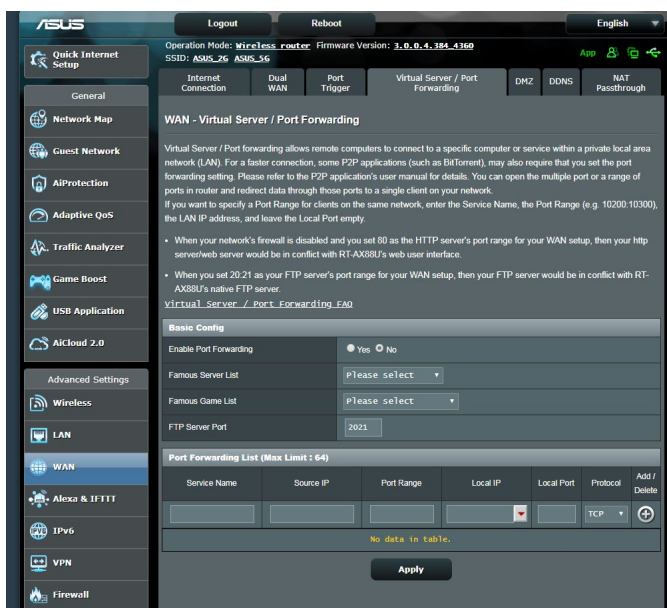 ASUS
Logout
Reboot
English
Quick Internet
Setup
Operation Mode: Wireless router Firmware Version: 3.0.0.4.384_4360
SSID: ASUS_2G ASUS_5G
App
General
Network Map
Guest Network
AiProtection
Adaptive QoS
Traffic Analyzer
Game Boost
USB Application
AiCloud 2.0
Advanced Settings
Wireless
LAN
WAN
Alexa & IFTTT
IPv6
VPN
Firewall
Internet
Connection
Dual
WAN
Port
Trigger
Virtual Server / Port
Forwarding
DMZ
DDNS
NAT
Passthrough
WAN - Virtual Server / Port Forwarding
Virtual Server / Port forwarding allows remote computers to connect to a specific computer or service within a private local area
network (LAN). For a faster connection, some P2P applications (such as BitTorrent), may also require that you set the port
forwarding setting. Please refer to the P2P application's user manual for details. You can open the multiple port or a range of
ports in router and redirect data through those ports to a single client on your network.
If you want to specify a Port Range for clients on the same network, enter the Service Name, the Port Range (e.g. 10200:10300),
the LAN IP address, and leave the Local Port empty.
• When your network's firewall is disabled and you set 80 as the HTTP server's port range for your WAN setup, then your http
server/web server would be in conflict with RT-AX88U's web user interface.
• When you set 20:21 as your FTP server's port range for your WAN setup, then your FTP server would be in conflict with RT-
AX88U's native FTP server.
Virtual Server / Port Forwarding FAQ
Basic Config
Enable Port Forwarding
Yes No
Famous Server List
Please select
Famous Game List
Please select
FTP Server Port
2021
Port Forwarding List (Max Limit : 64)
Service Name
Source IP
Port Range
Local IP
Local Port
Protocol
Add /
Delete
TCP
No data in table.
Apply